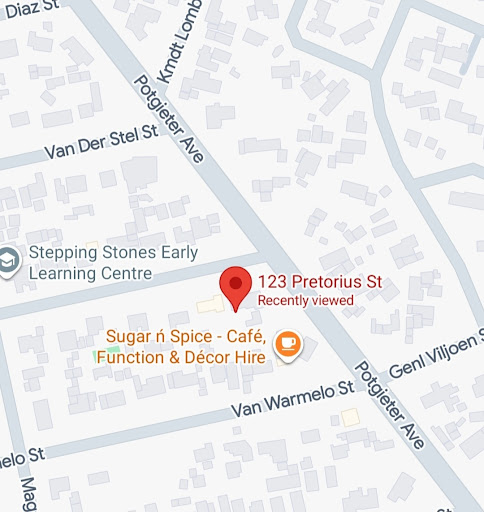 Diaz St
Kmdt Lomb
Potgieter Ave
Van Der Stel St
Stepping Stones Early
Learning Centre
123 Pretorius St
Recently viewed
Sugar ń Spice - Café,
Function & Décor Hire
Genl Viljoen S
Potgieter Ave
Van Warmelo St
nelo St
Mag
St